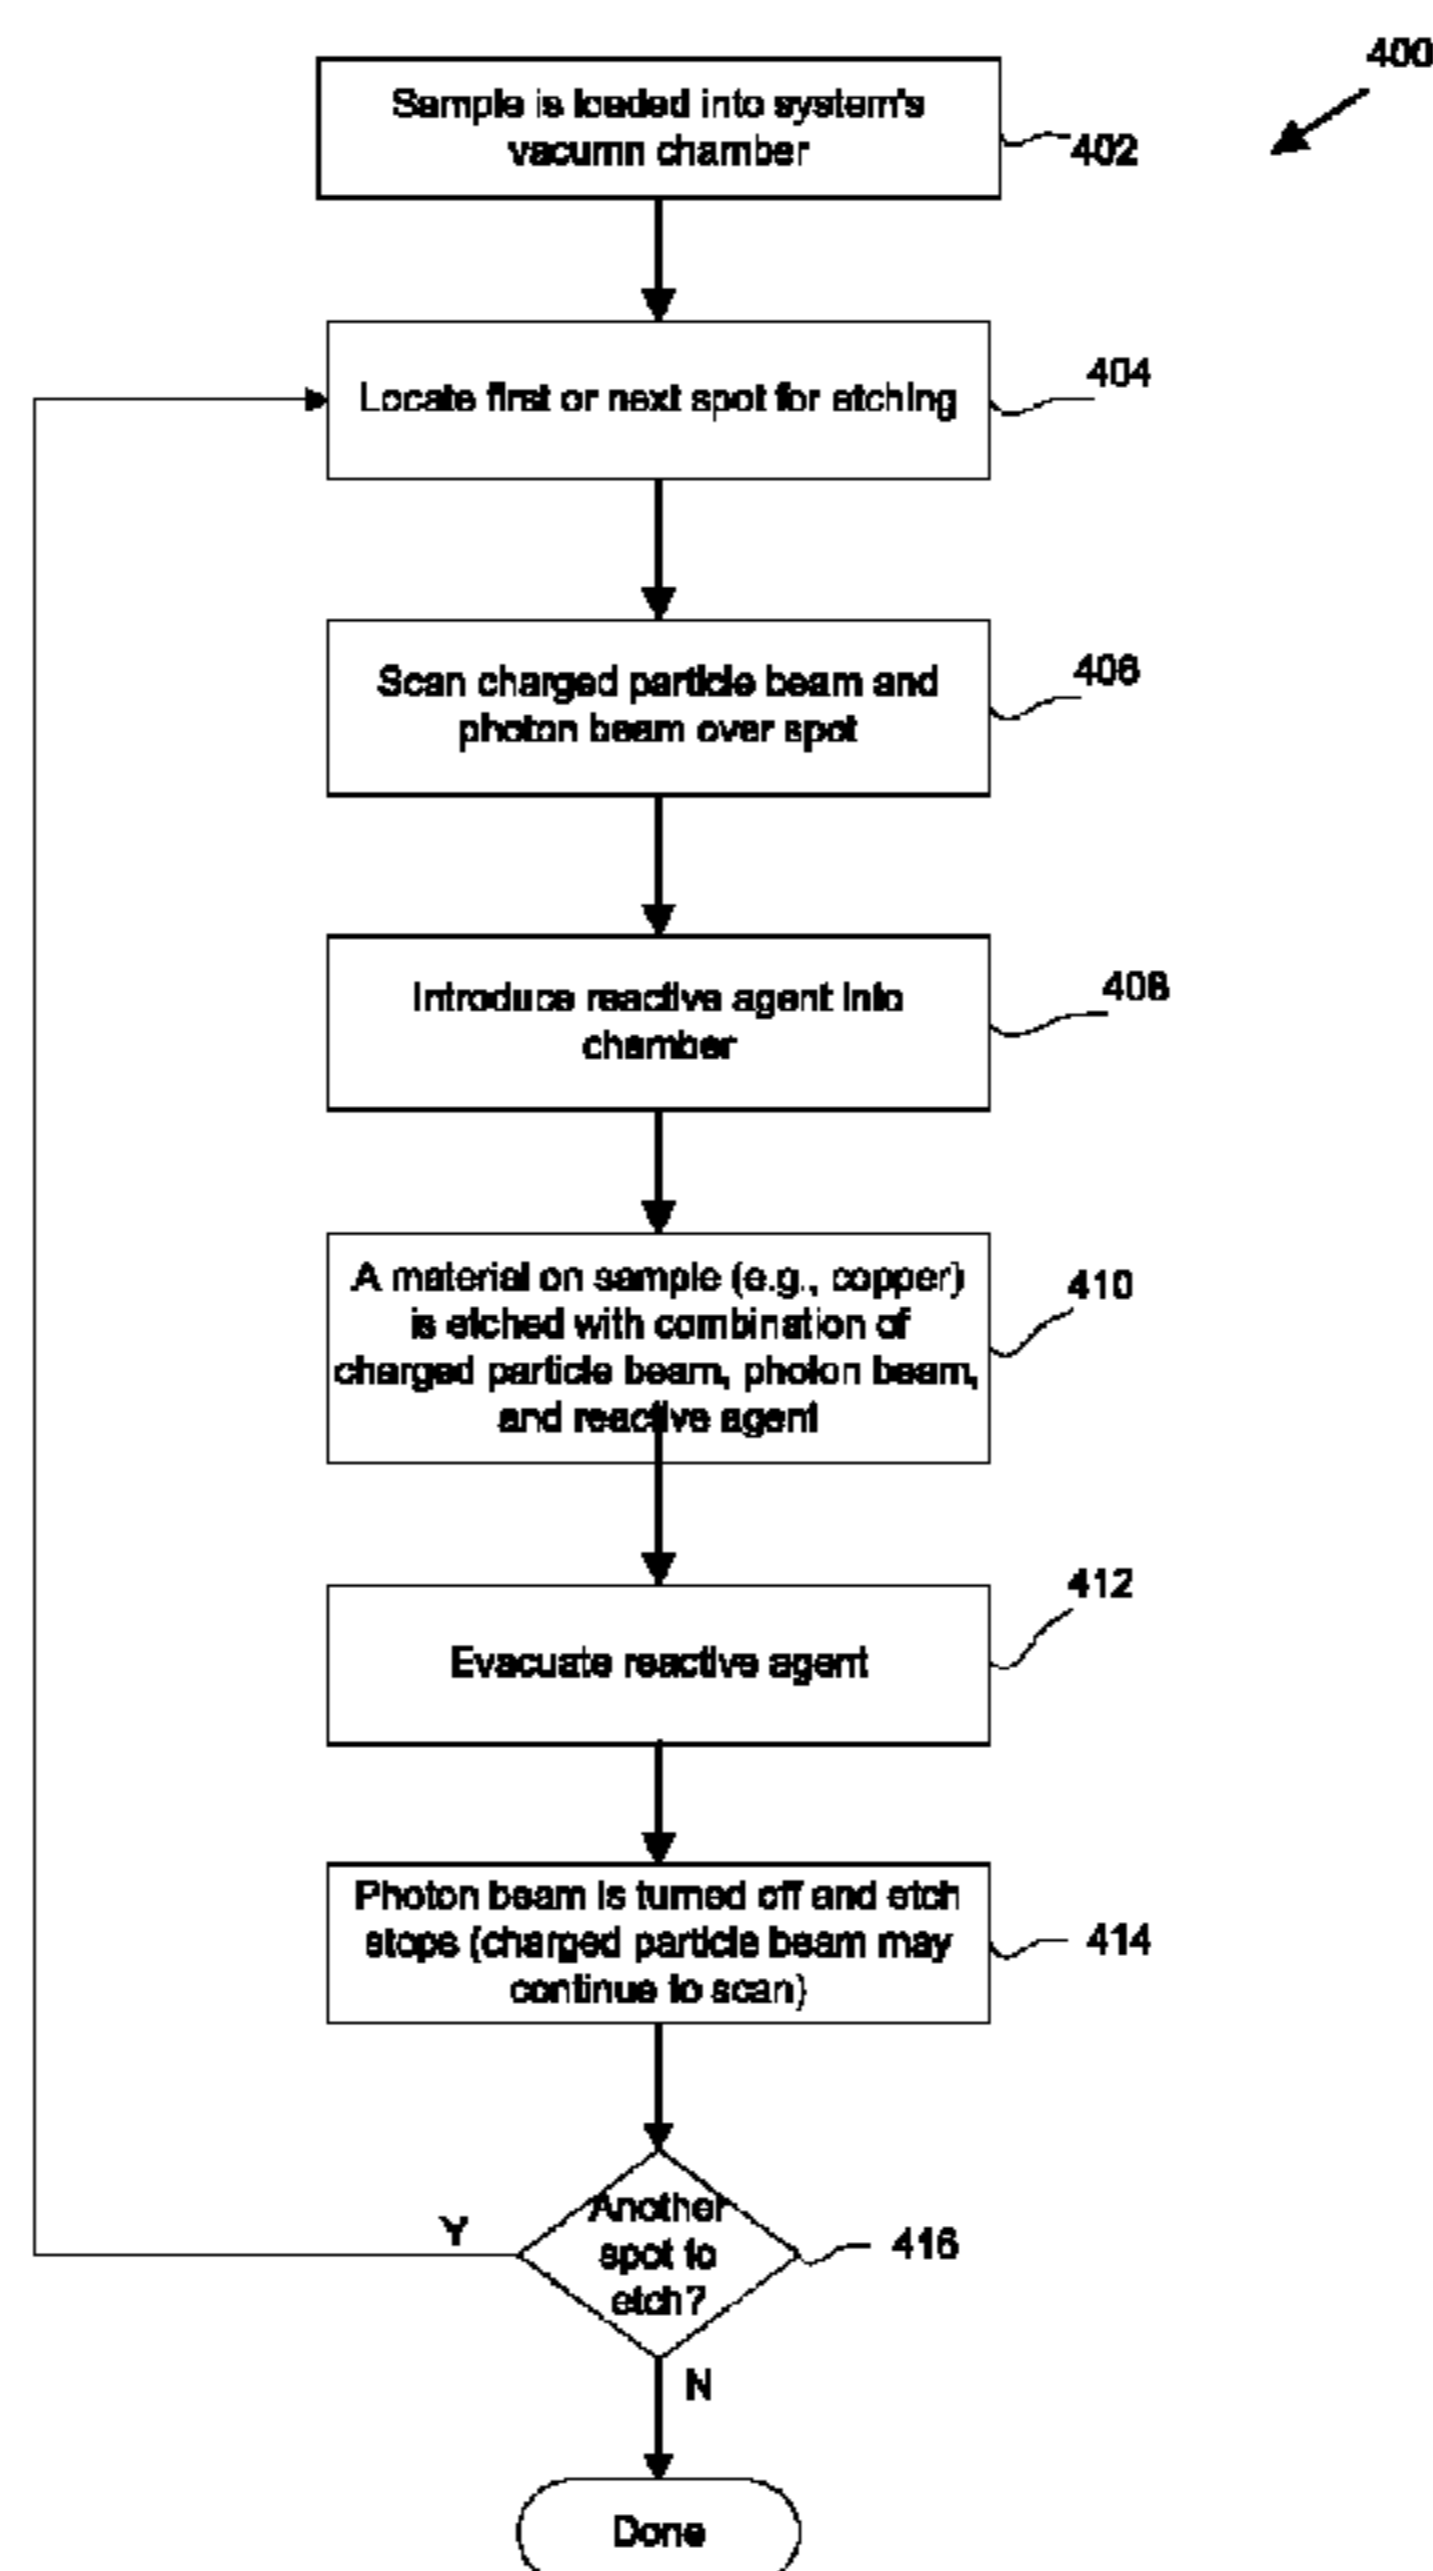 400
Sample is loaded into system's
vacumn chamber
402
Locate first or next spot for etching
404
Scan charged particle beam and
photon beam over spot
406
Introduce reactive agent into
chamber
408
A material on sample (e.g., copper)
is etched with combination of
charged particle beam, photon beam,
and reactive agent
410
Evacuate reactive agent
412
Photon beam is turned off and etch
stops (charged particle beam may
continue to scan)
414
Another
spot to
etch?
416
Y
N
Done